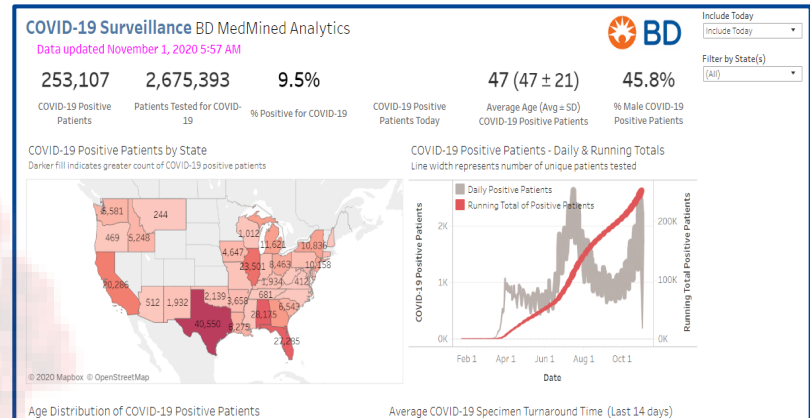 COVID-19 Surveillance BD MedMined Analytics
Data updated November 1, 2020 5:57 AM
BD
Include Today
Include Today
Filter by State(s)
(All)
253,107
COVID-19 Positive
Patients
2,675,393
Patients Tested for COVID-
19
9.5%
% Positive for COVID-19
COVID-19 Positive
Patients Today
47 (47 ± 21)
Average Age (Avg ± SD)
COVID-19 Positive Patients
45.8%
% Male COVID-19
Positive Patients
COVID-19 Positive Patients by State
Darker fill indicates greater count of COVID-19 positive patients
244
469
5,248
1,012
4,647
11,621
10,836
23,501
8,463
10,158
20,286
1,934
412
512
1,932
2,139
3,658
681
6,543
40,550
28,175
27,285
© 2020 Mapbox © OpenStreetMap
COVID-19 Positive Patients - Daily & Running Totals
Line width represents number of unique patients tested
Daily Positive Patients
Running Total of Positive Patients
COVID-19 Positive Patients
2K
1K
0K
200K
100K
0K
Running Total Positive Patients
Feb 1
Apr 1
Jun 1
Aug 1
Oct 1
Date
Age Distribution of COVID-19 Positive Patients
Average COVID-19 Specimen Turnaround Time (Last 14 days)